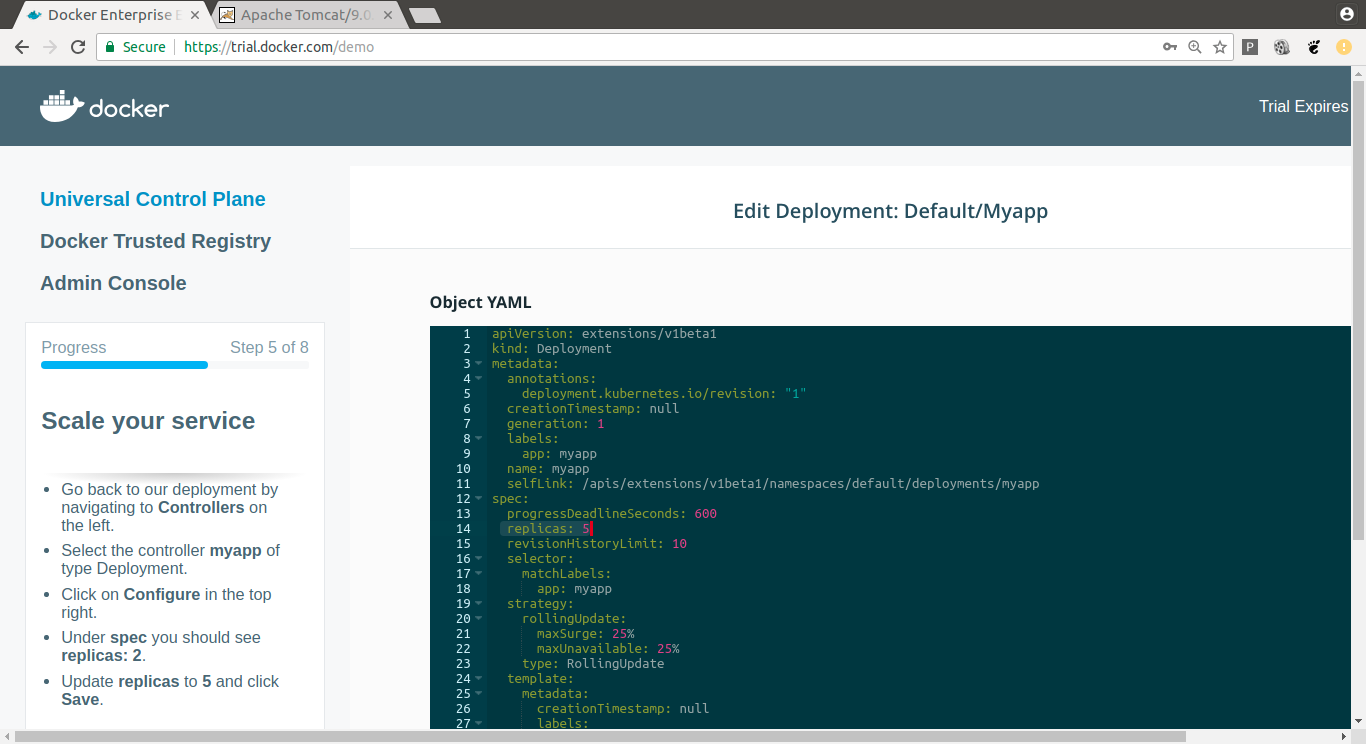 Docker Enterprise E
Apache Tomcat/9.0.
Secure
https://trial.docker.com/demo
P
docker
Trial Expires
Universal Control Plane
Docker Trusted Registry
Admin Console
Progress
Step 5 of 8
Scale your service
• Go back to our deployment by
navigating to Controllers on
the left.
• Select the controller myapp of
type Deployment.
• Click on Configure in the top
right.
• Under spec you should see
replicas: 2.
• Update replicas to 5 and click
Save.
Edit Deployment: Default/Myapp
Object YAML
1 apiVersion: extensions/v1beta1
2 kind: Deployment
3 metadata:
4 annotations:
5 deployment.kubernetes.io/revision: "1"
6 creationTimestamp: null
7 generation: 1
8 labels:
9 app: myapp
10 name: myapp
11 selfLink: /apis/extensions/v1beta1/namespaces/default/deployments/myapp
12 spec:
13 progressDeadlineSeconds: 600
14 replicas: 5
15 revisionHistoryLimit: 10
16 selector:
17 matchLabels:
18 app: myapp
19 strategy:
20 rollingUpdate:
21 maxSurge: 25%
22 maxUnavailable: 25%
23 type: RollingUpdate
24 template:
25 metadata:
26 creationTimestamp: null
27 labels: